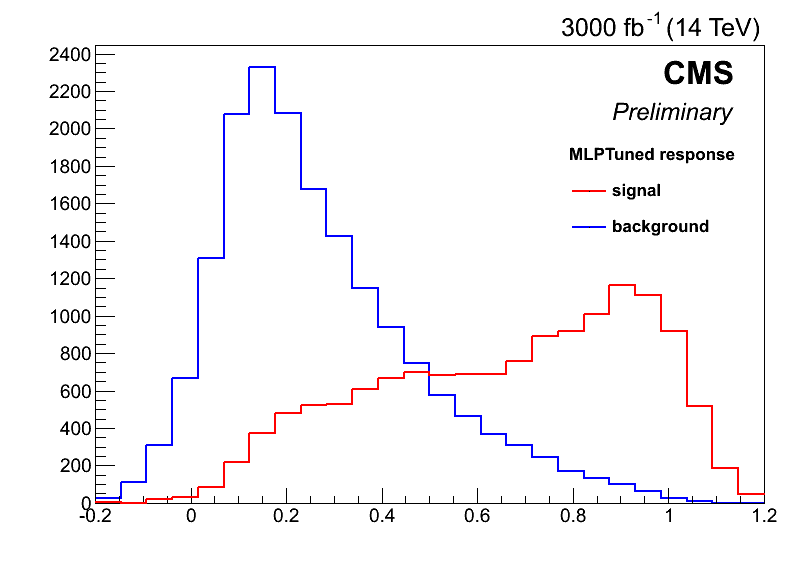 3000 fb-1 (14 TeV)
CMS
Preliminary
MLPTuned response
signal
background
2400
2200
2000
1800
1600
1400
1200
1000
800
600
400
200
0
-0.2 0 0.2 0.4 0.6 0.8 1 1.2